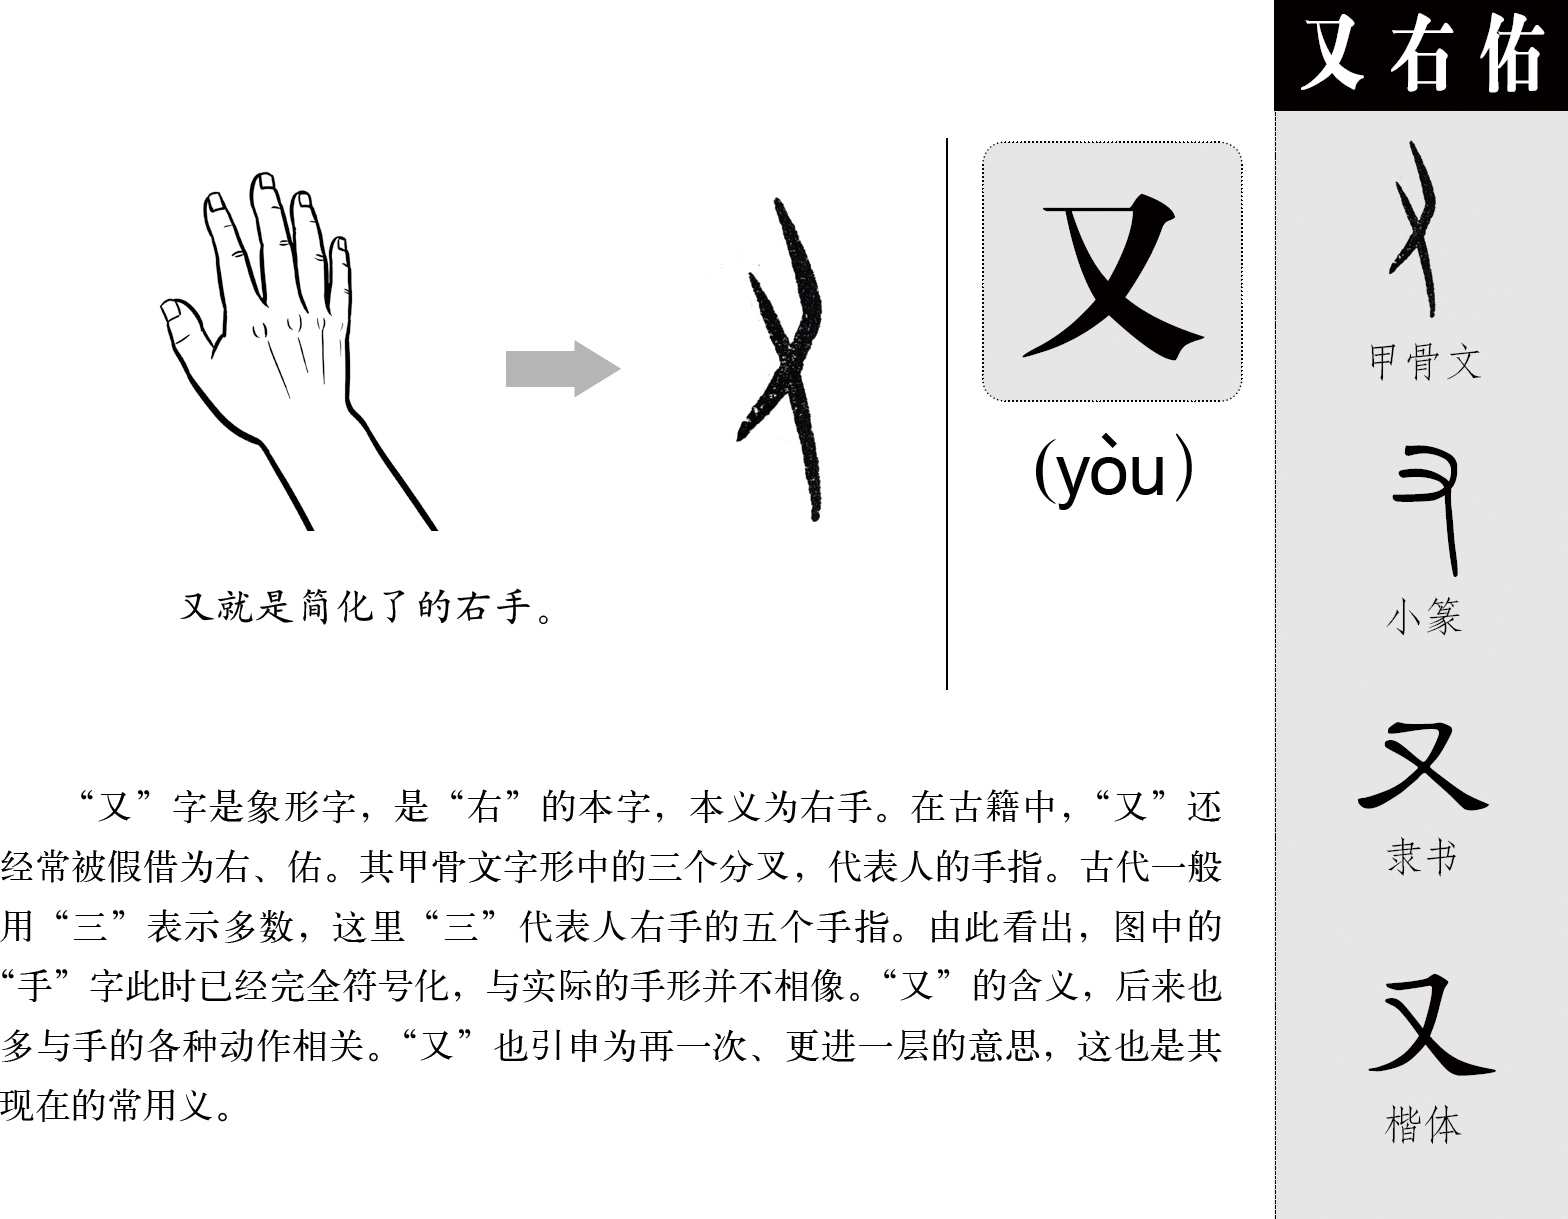 又右佑
又
(yòu)
又就是简化了的右手。
“又”字是象形字，是“右”的本字，本义为右手。在古籍中，“又”还
经常被假借为右、佑。其甲骨文字形中的三个分叉，代表人的手指。古代一般
用“三”表示多数，这里“三”代表人右手的五个手指。由此看出，图中的
“手”字此时已经完全符号化，与实际的手形并不相像。“又”的含义，后来也
多与手的各种动作相关。“又”也引申为再一次、更进一层的意思，这也是其
现在的常用义。
甲骨文
小篆
又
隶书
又
楷体